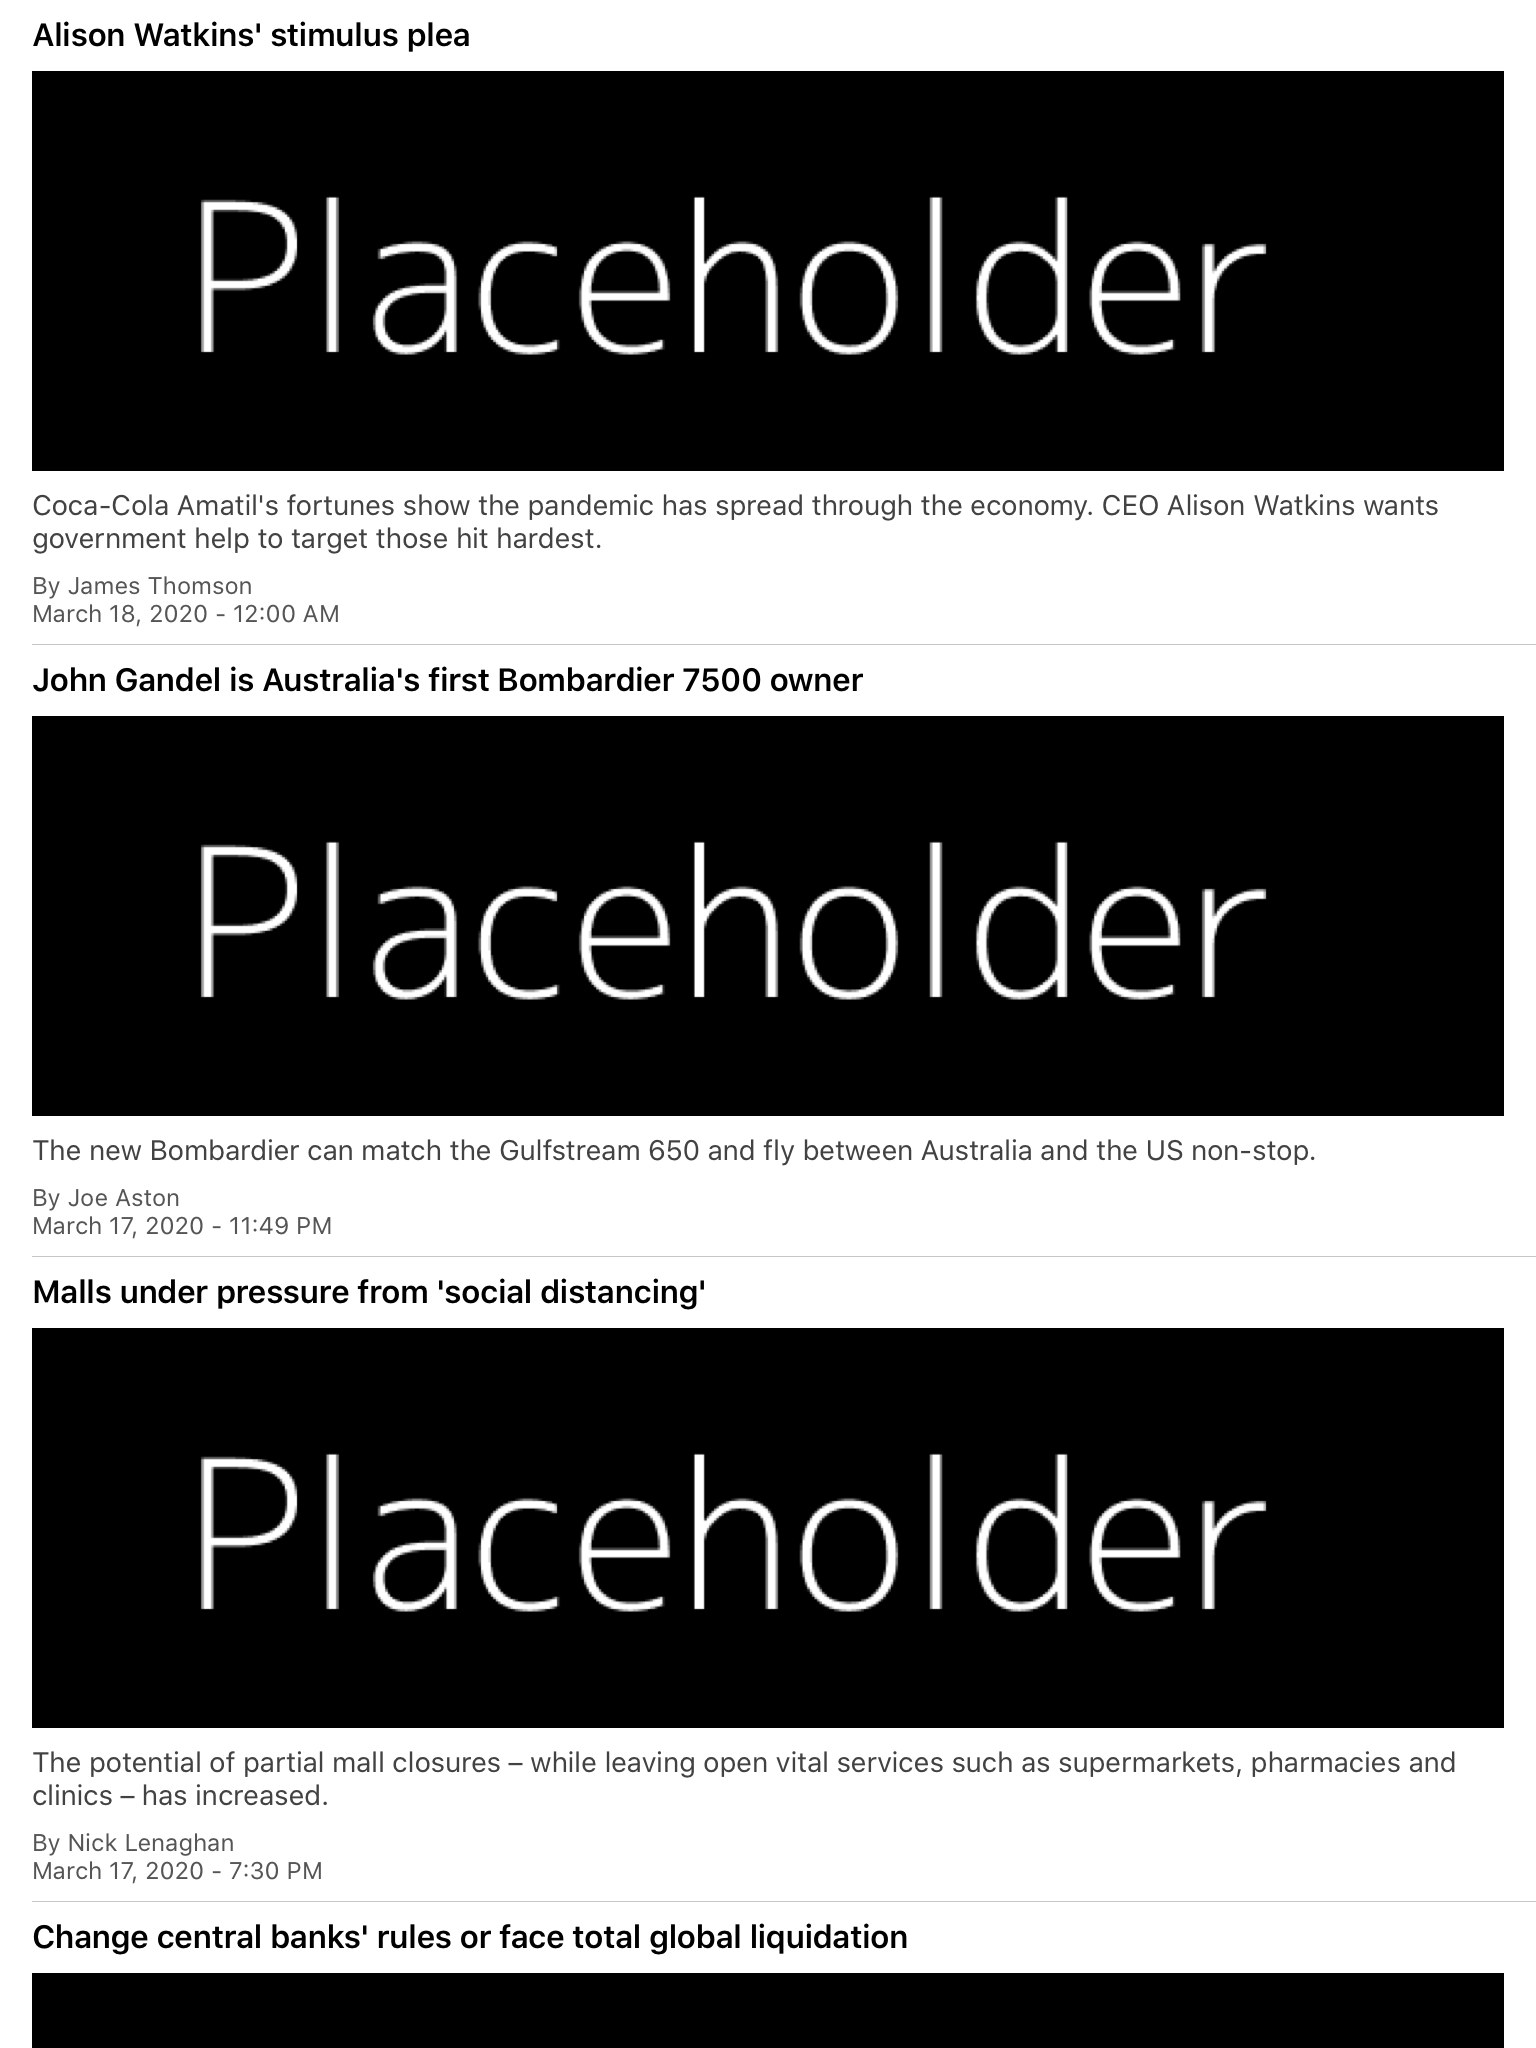 Alison Watkins' stimulus plea
Placeholder
Coca-Cola Amatil's fortunes show the pandemic has spread through the economy. CEO Alison Watkins wants
government help to target those hit hardest.
By James Thomson
March 18, 2020 - 12:00 AM
John Gandel is Australia's first Bombardier 7500 owner
Placeholder
The new Bombardier can match the Gulfstream 650 and fly between Australia and the US non-stop.
By Joe Aston
March 17, 2020 - 11:49 PM
Malls under pressure from 'social distancing'
Placeholder
The potential of partial mall closures – while leaving open vital services such as supermarkets, pharmacies and
clinics – has increased.
By Nick Lenaghan
March 17, 2020 - 7:30 PM
Change central banks' rules or face total global liquidation